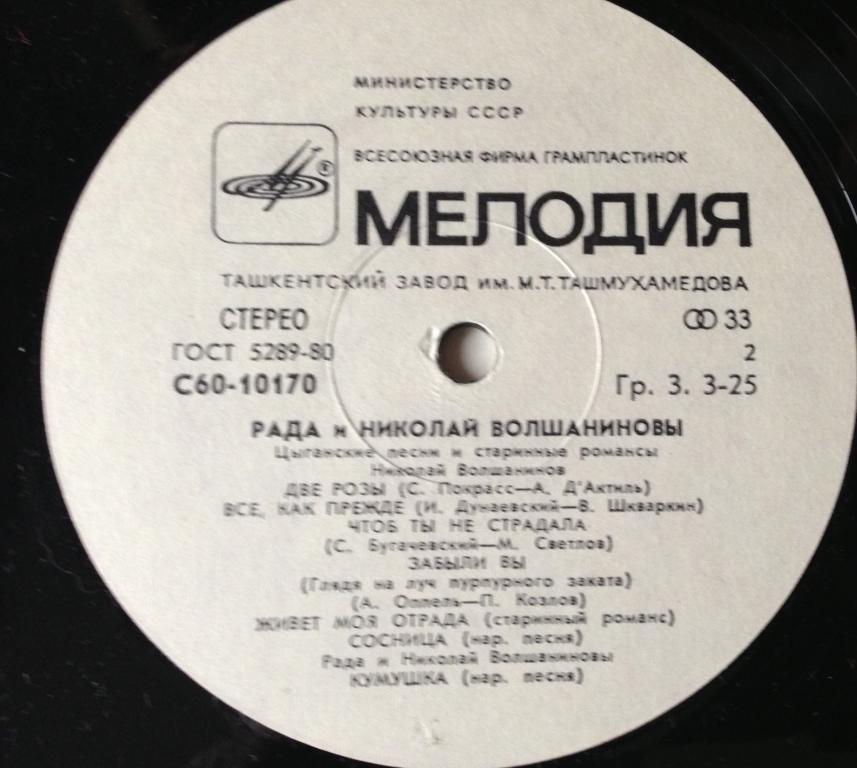 МИНИСТЕРСТВО
КУЛЬТУРЫ СССР
ВСЕСОЮЗНАЯ ФИРМА ГРАМПЛАСТИНОК
®
МЕЛОДИЯ
ТАШКЕНТСКИЙ ЗАВОД им. М.Т.ТАШМУХАМЕДОВА
СТЕРЕО 33
ГОСТ 5289-80 2
С60-10170 Гр. 3. 3-25
РАДА и НИКОЛАЙ ВОЛШАНИНОВЫ
Цыганские песни и старинные романсы
Николай Волшанинов
ДВЕ РОЗЫ (С. Покрасс—А. Д'Актиль)
ВСЕ, КАК ПРЕЖДЕ (И. Дунаевский—В. Шкваркин)
ЧТОБ ТЫ НЕ СТРАДАЛА
(С. Бугачевский—М. Светлов)
ЗАБЫЛИ ВЫ
(Глядя на луч пурпурного заката)
(А. Оппель—П. Козлов)
ЖИВЕТ МОЯ ОТРАДА (старинный романс)
СОСНИЦА (нар. песня)
Рада и Николай Волшаниновы
КУМУШКА (нар. песня)